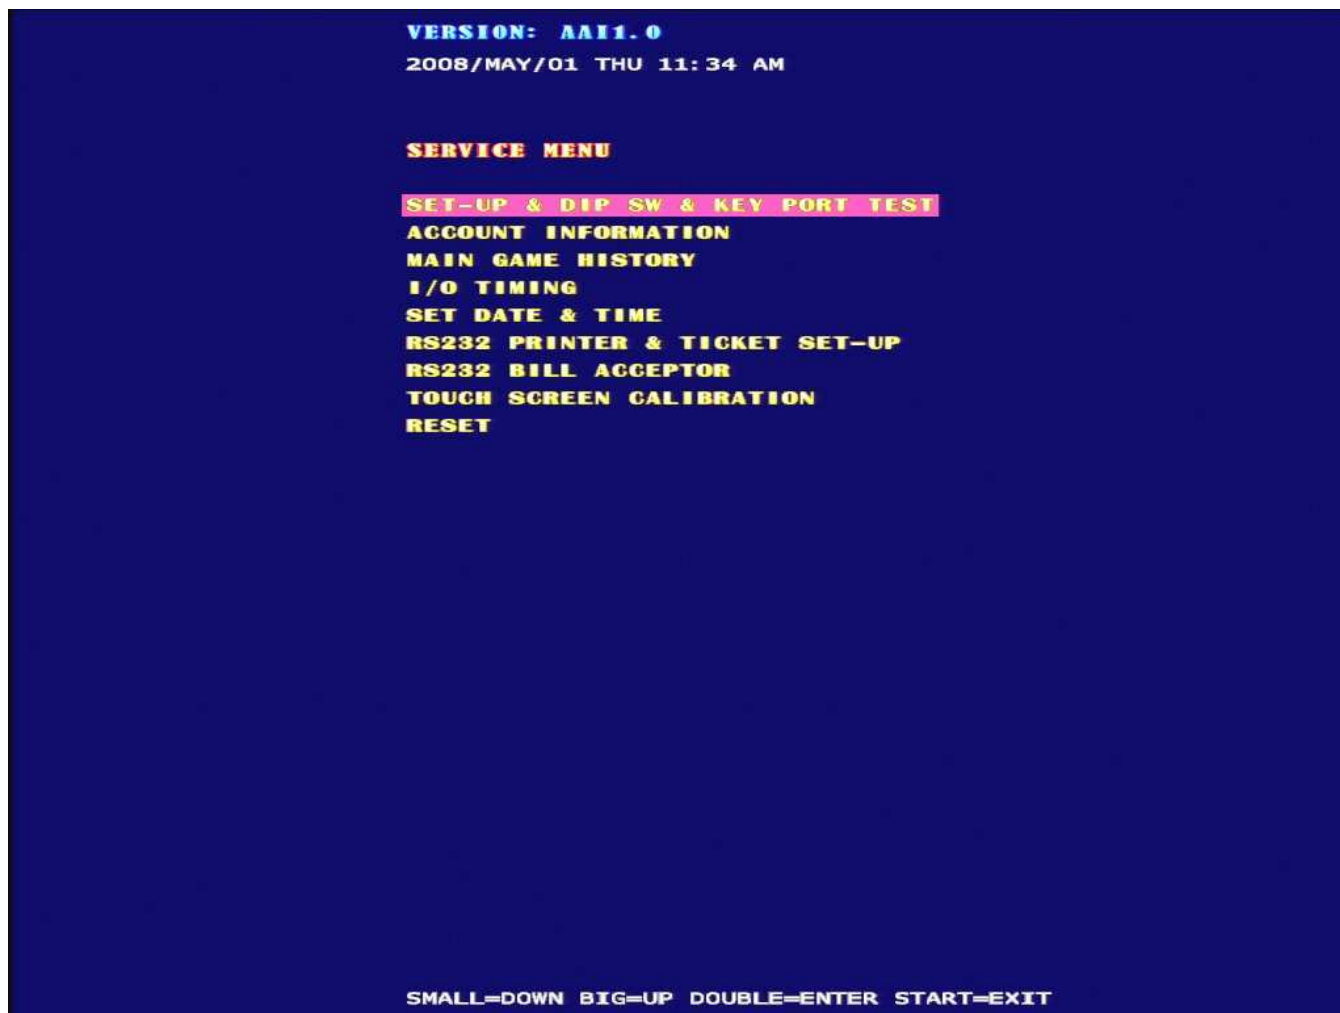 VERSION: AAI1.0
2008/MAY/01 THU 11:34 AM
SERVICE MENU
SET-UP & DIP SW & KEY PORT TEST
ACCOUNT INFORMATION
MAIN GAME HISTORY
I/O TIMING
SET DATE & TIME
RS232 PRINTER & TICKET SET-UP
RS232 BILL ACCEPTOR
TOUCH SCREEN CALIBRATION
RESET
SMALL=DOWN BIG=UP DOUBLE=ENTER START=EXIT